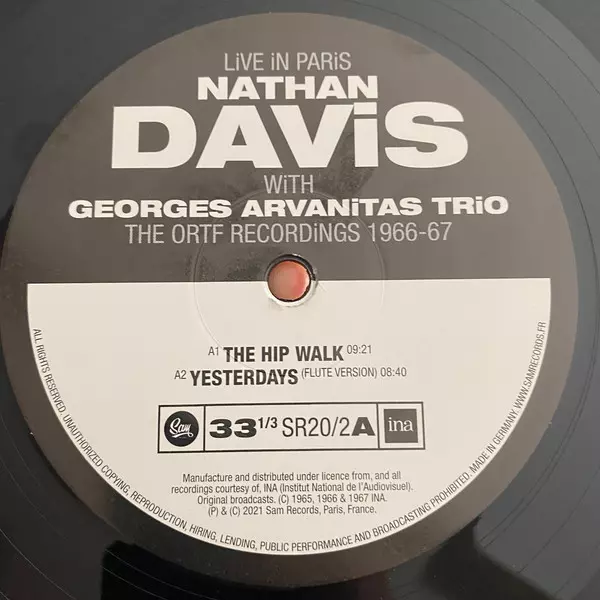 LiVE iN PARiS
NATHAN
DAViS
WiTH
GEORGES ARVANiTAS TRiO
THE ORTF RECORDiNGS 1966-67
A1 THE HIP WALK 09:21
A2 YESTERDAYS (FLUTE VERSION) 08:40
Sam 33 1/3 SR20/2A ina
Manufacture and distributed under licence from, and all
recordings courtesy of, INA (Institut National de l'Audiovisuel).
Original broadcasts. (C) 1965, 1966 & 1967 INA.
(P) & (C) 2021 Sam Records, Paris, France.
ALL RIGHTS RESERVED. UNAUTHORIZED COPYING, REPRODUCTION, HIRING, LENDING, PUBLIC PERFORMANCE AND BROADCASTING PROHIBITED. MADE IN GERMANY. WWW.SAMRECORDS.FR